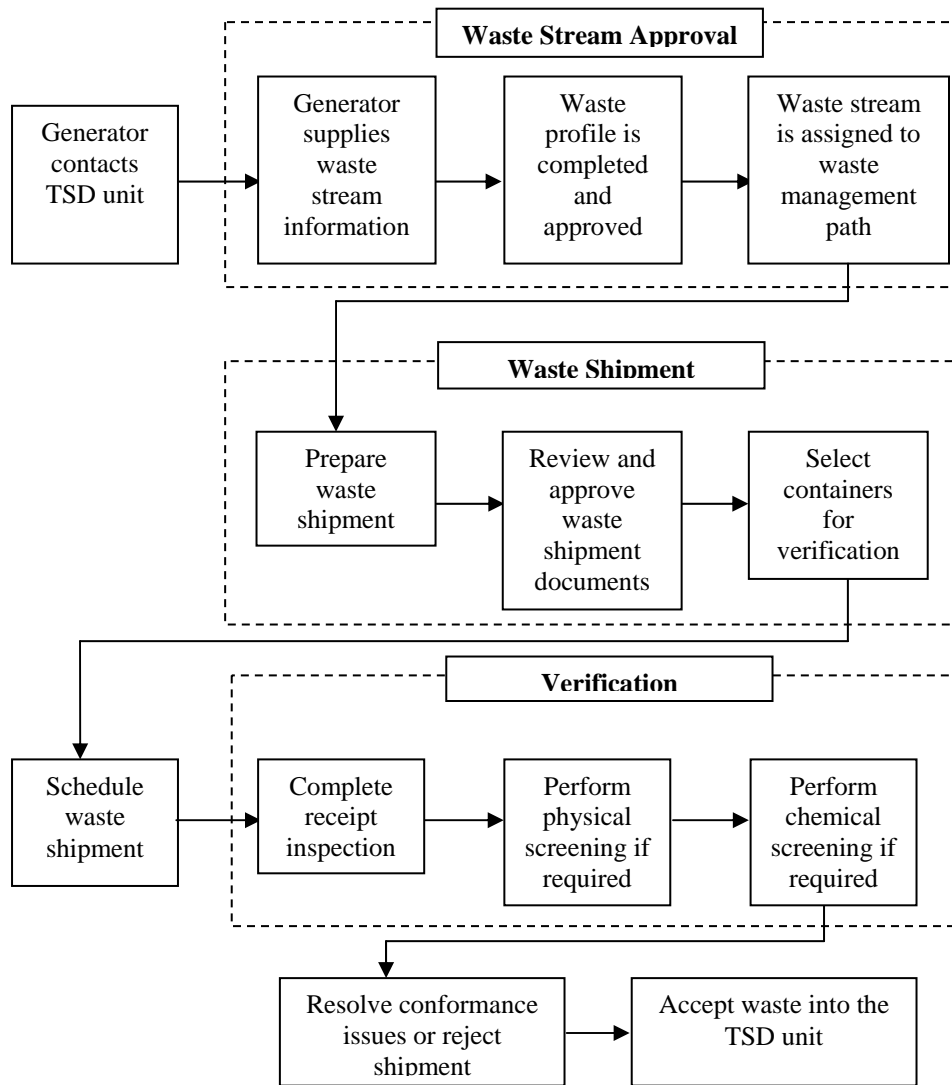 Waste Stream Approval
Generator
contacts
TSD unit
Generator
supplies
waste
stream
information
Waste
profile is
completed
and
approved
Waste stream
is assigned to
waste
management
path
Waste Shipment
Prepare
waste
shipment
Review and
approve
waste
shipment
documents
Select
containers
for
verification
Verification
Schedule
waste
shipment
Complete
receipt
inspection
Perform
physical
screening if
required
Perform
chemical
screening if
required
Resolve conformance
issues or reject
shipment
Accept waste into the
TSD unit